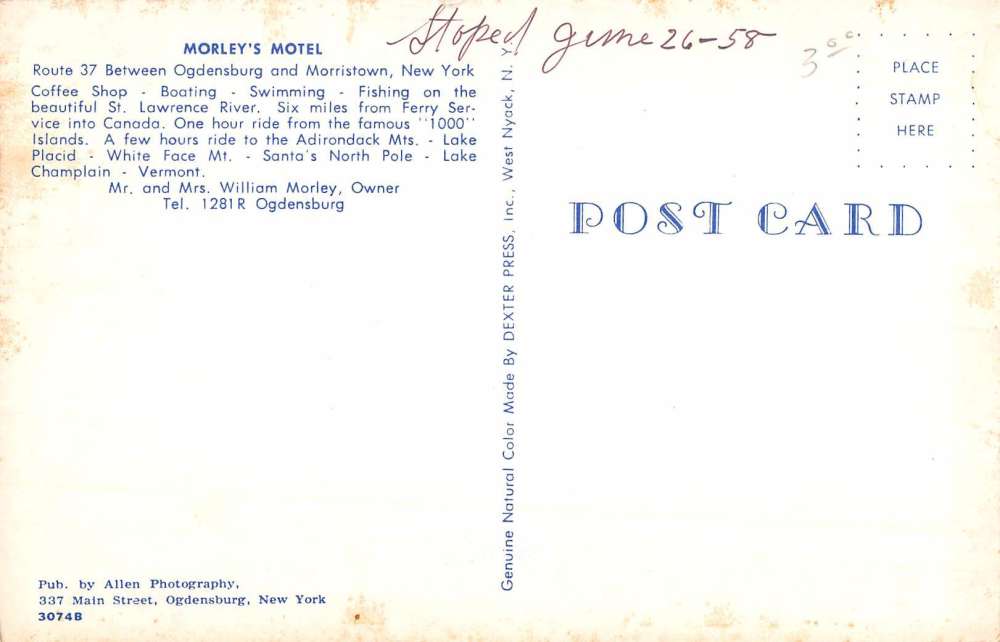 Stoped June 26-58
3.00
MORLEY'S MOTEL
Route 37 Between Ogdensburg and Morristown, New York
Coffee Shop - Boating - Swimming - Fishing on the
beautiful St. Lawrence River. Six miles from Ferry Ser-
vice into Canada. One hour ride from the famous "1000"
Islands. A few hours ride to the Adirondack Mts. - Lake
Placid - White Face Mt. - Santa's North Pole - Lake
Champlain - Vermont.
Mr. and Mrs. William Morley, Owner
Tel. 1281R Ogdensburg
Pub. by Allen Photography,
337 Main Street, Ogdensburg, New York
3074B
Genuine Natural Color Made By DEXTER PRESS, Inc., West Nyack, N. Y.
PLACE
STAMP
HERE
POST CARD